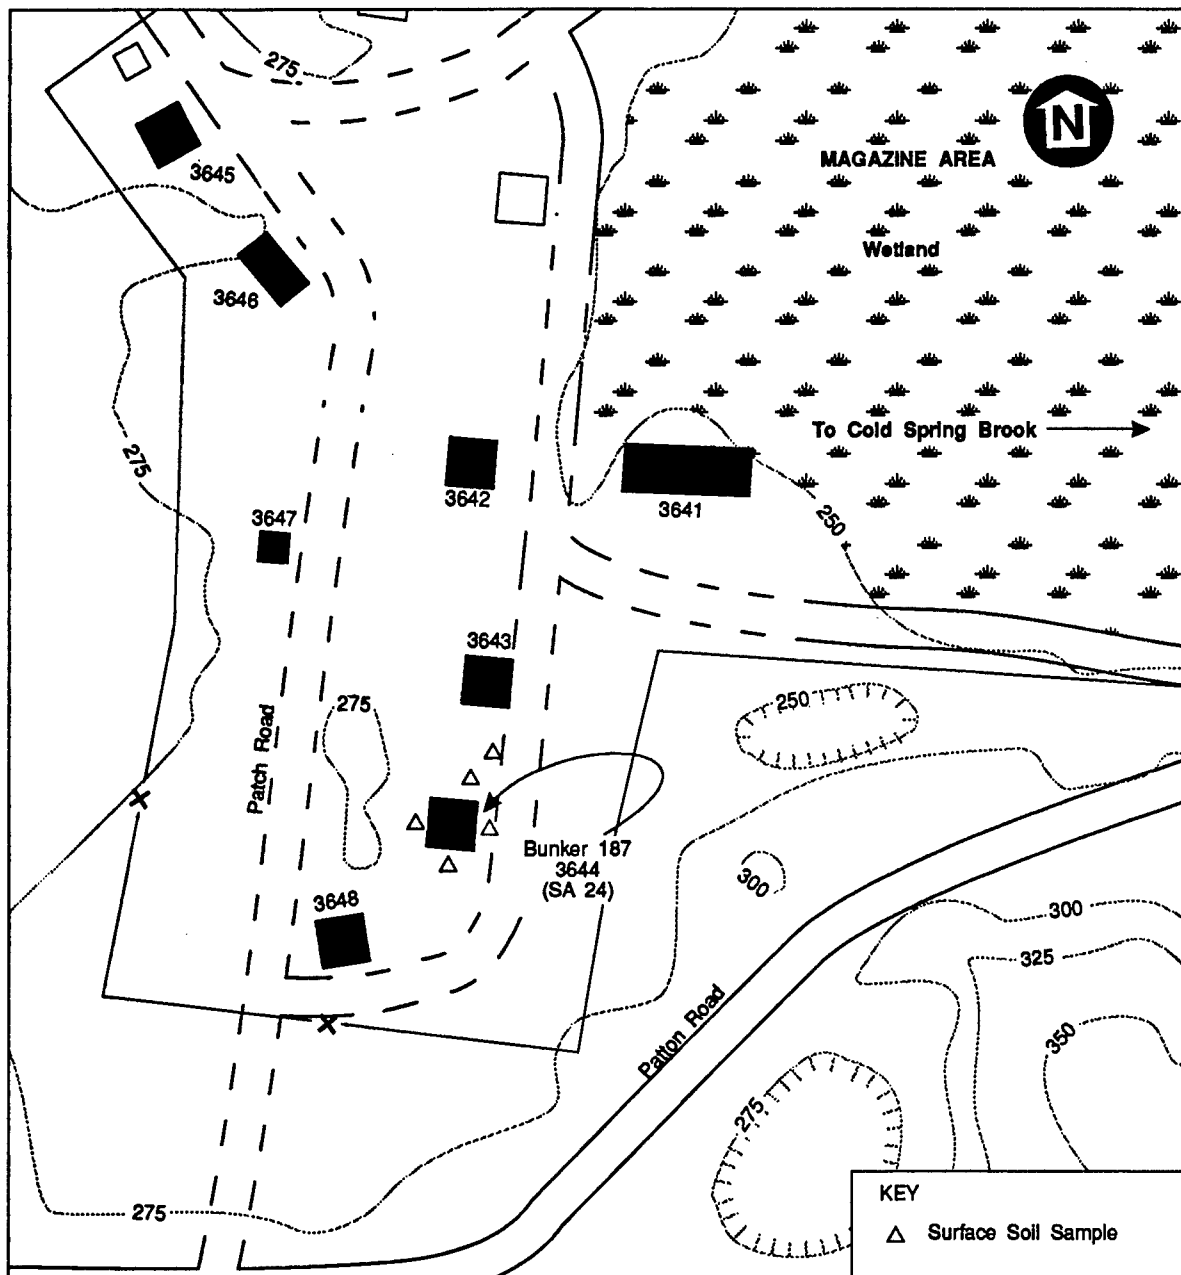 275
N
MAGAZINE AREA
3645
Wetland
3646
To Cold Spring Brook
275
3642
3641
3647
250
3643
275
250
Patch Road
Bunker 187
3644
(SA 24)
300
3648
300
325
Patton Road
350
275
275
KEY
Surface Soil Sample